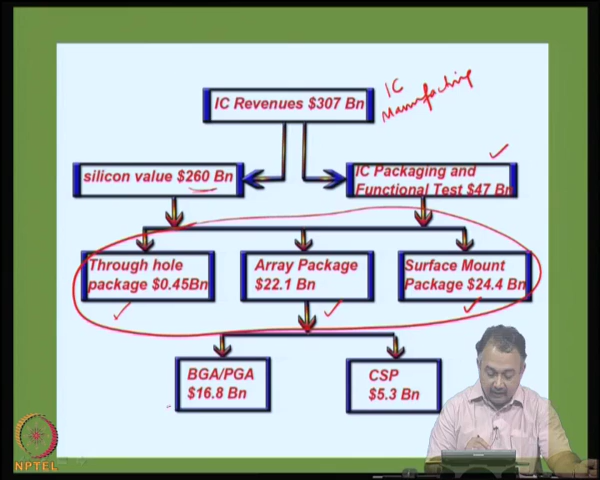 IC Revenues $307 Bn
IC
Manufaching
silicon value $260 Bn
IC Packaging and
Functional Test $47 Bn
Through hole
package $0.45Bn
Array Package
$22.1 Bn
Surface Mount
Package $24.4 Bn
BGA/PGA
$16.8 Bn
CSP
$5.3 Bn
NPTEL